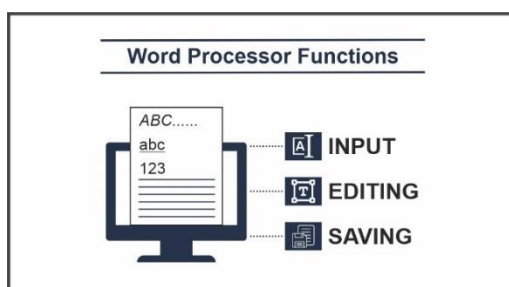 Word Processor Functions
ABC......
abc
123
INPUT
EDITING
SAVING